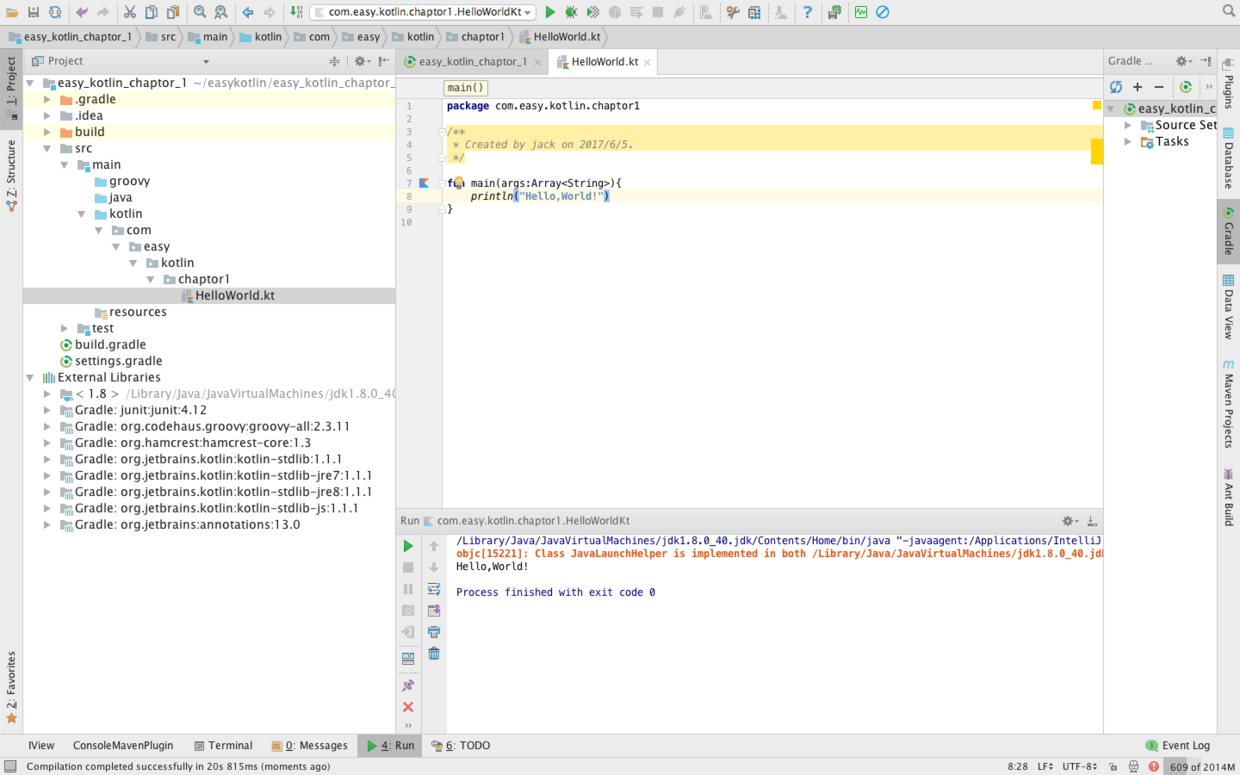 com.easy.kotlin.chaptor1.HelloWorldKt
easy_kotlin_chaptor_1
src
main
kotlin
com
easy
kotlin
chaptor1
HelloWorld.kt
1: Project
Z: Structure
2: Favorites
Project
easy_kotlin_chaptor_1 ~/easykotlin/easy_kotlin_chaptor_
.gradle
.idea
build
src
main
groovy
java
kotlin
com
easy
kotlin
chaptor1
HelloWorld.kt
resources
test
build.gradle
settings.gradle
External Libraries
< 1.8 > /Library/Java/JavaVirtualMachines/jdk1.8.0_40
Gradle: junit:junit:4.12
Gradle: org.codehaus.groovy:groovy-all:2.3.11
Gradle: org.hamcrest:hamcrest-core:1.3
Gradle: org.jetbrains.kotlin:kotlin-stdlib:1.1.1
Gradle: org.jetbrains.kotlin:kotlin-stdlib-jre7:1.1.1
Gradle: org.jetbrains.kotlin:kotlin-stdlib-jre8:1.1.1
Gradle: org.jetbrains.kotlin:kotlin-stdlib-js:1.1.1
Gradle: org.jetbrains:annotations:13.0
easy_kotlin_chaptor_1
HelloWorld.kt
main()
1 package com.easy.kotlin.chaptor1
2
3 /**
4 * Created by jack on 2017/6/5.
5 */
6
7 fun main(args:Array<String>){
8 println("Hello,World!")
9 }
10
Gradle ..
easy_kotlin_c
Source Set
Tasks
Plugins
Database
Gradle
Data View
Maven Projects
Ant Build
Run com.easy.kotlin.chaptor1.HelloWorldKt
/Library/Java/JavaVirtualMachines/jdk1.8.0_40.jdk/Contents/Home/bin/java "-javaagent:/Applications/IntelliJ
objc[15221]: Class JavaLaunchHelper is implemented in both /Library/Java/JavaVirtualMachines/jdk1.8.0_40.jd
Hello,World!
Process finished with exit code 0
IView
ConsoleMavenPlugin
Terminal
0: Messages
4: Run
6: TODO
1 Event Log
Compilation completed successfully in 20s 815ms (moments ago)
8:28 LF UTF-8 609 of 2014M